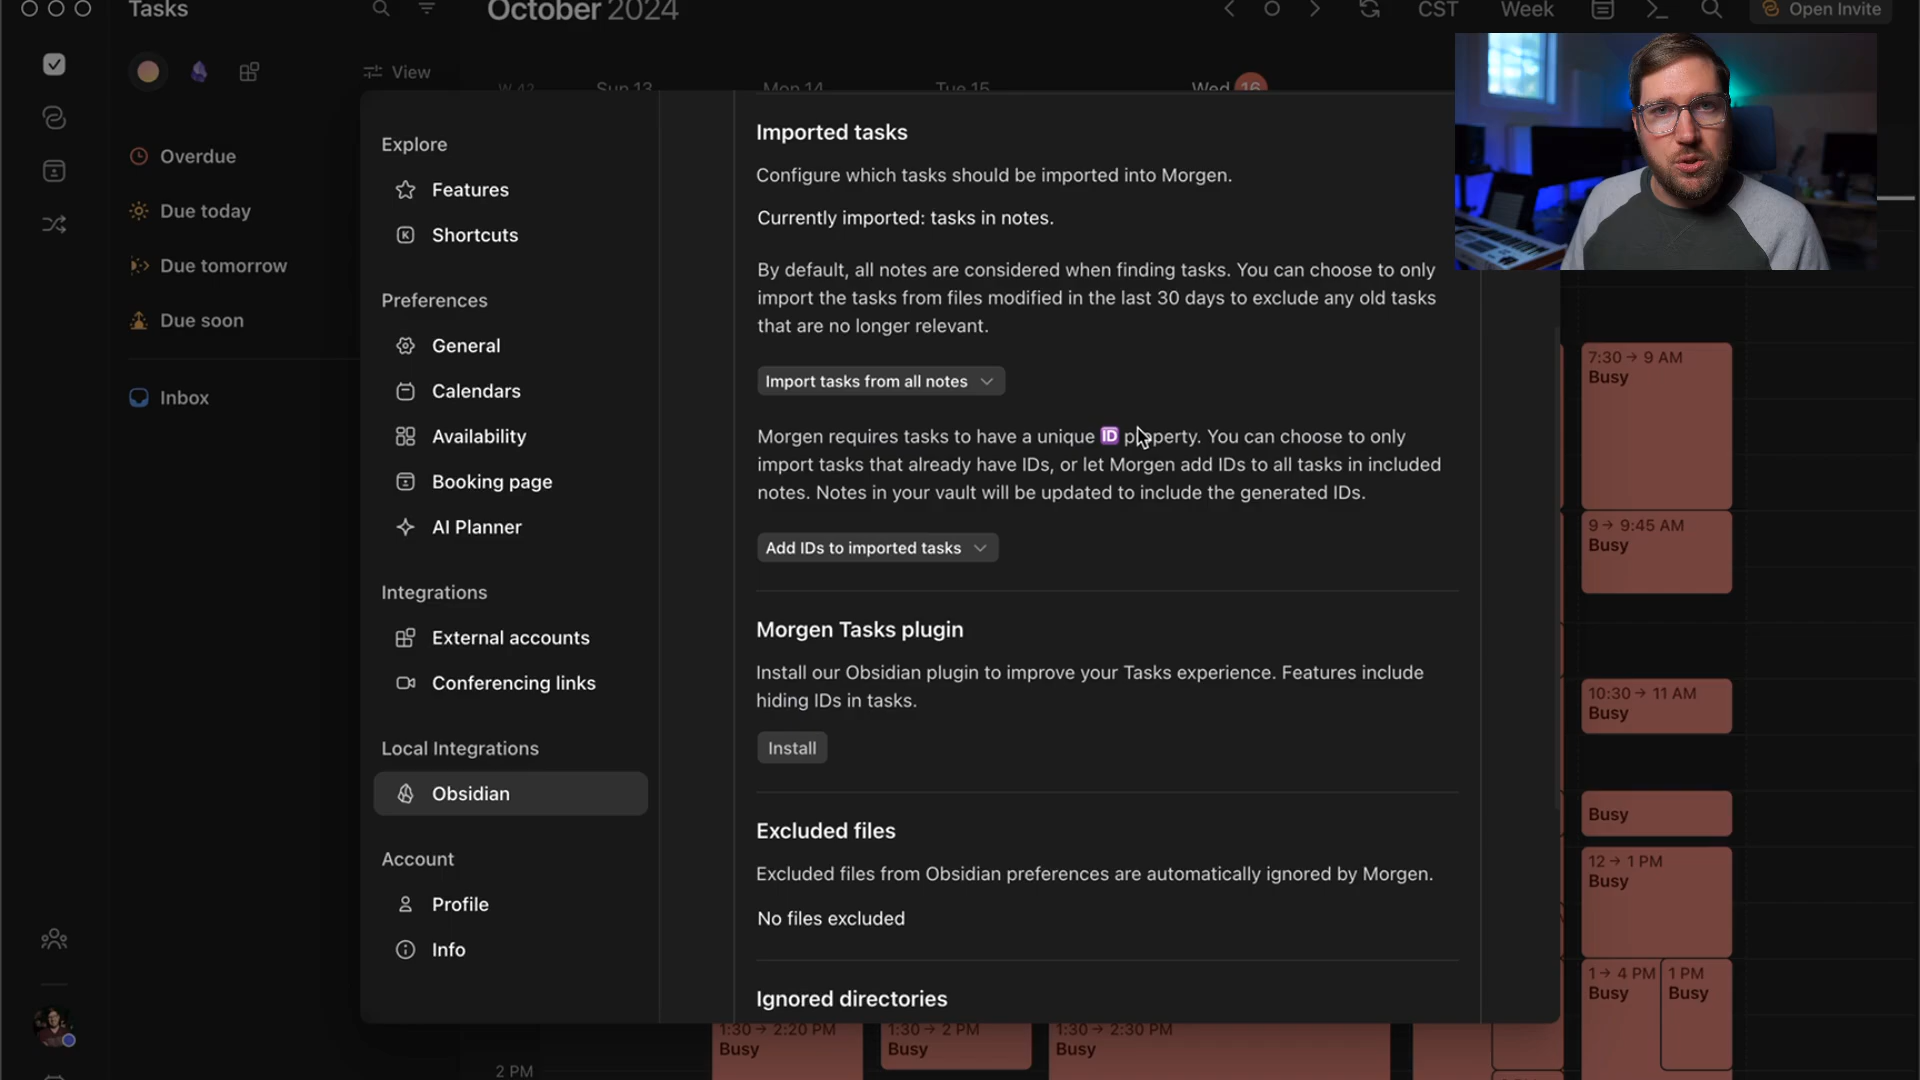 Tasks
October 2024
CST
Week
Open Invite
View
W 42
Sun 13
Mon 14
Tue 15
Wed 16
Overdue
Due today
Due tomorrow
Due soon
Inbox
Explore
Features
Shortcuts
Preferences
General
Calendars
Availability
Booking page
AI Planner
Integrations
External accounts
Conferencing links
Local Integrations
Obsidian
Account
Profile
Info
Imported tasks
Configure which tasks should be imported into Morgen.
Currently imported: tasks in notes.
By default, all notes are considered when finding tasks. You can choose to only
import the tasks from files modified in the last 30 days to exclude any old tasks
that are no longer relevant.
Import tasks from all notes
Morgen requires tasks to have a unique ID property. You can choose to only
import tasks that already have IDs, or let Morgen add IDs to all tasks in included
notes. Notes in your vault will be updated to include the generated IDs.
Add IDs to imported tasks
Morgen Tasks plugin
Install our Obsidian plugin to improve your Tasks experience. Features include
hiding IDs in tasks.
Install
Excluded files
Excluded files from Obsidian preferences are automatically ignored by Morgen.
No files excluded
Ignored directories
7:30 → 9 AM
Busy
9 → 9:45 AM
Busy
10:30 → 11 AM
Busy
Busy
12 → 1 PM
Busy
1 → 4 PM
Busy
1 PM
Busy
1:30 → 2:20 PM
Busy
1:30 → 2 PM
Busy
1:30 → 2:30 PM
Busy
2 PM